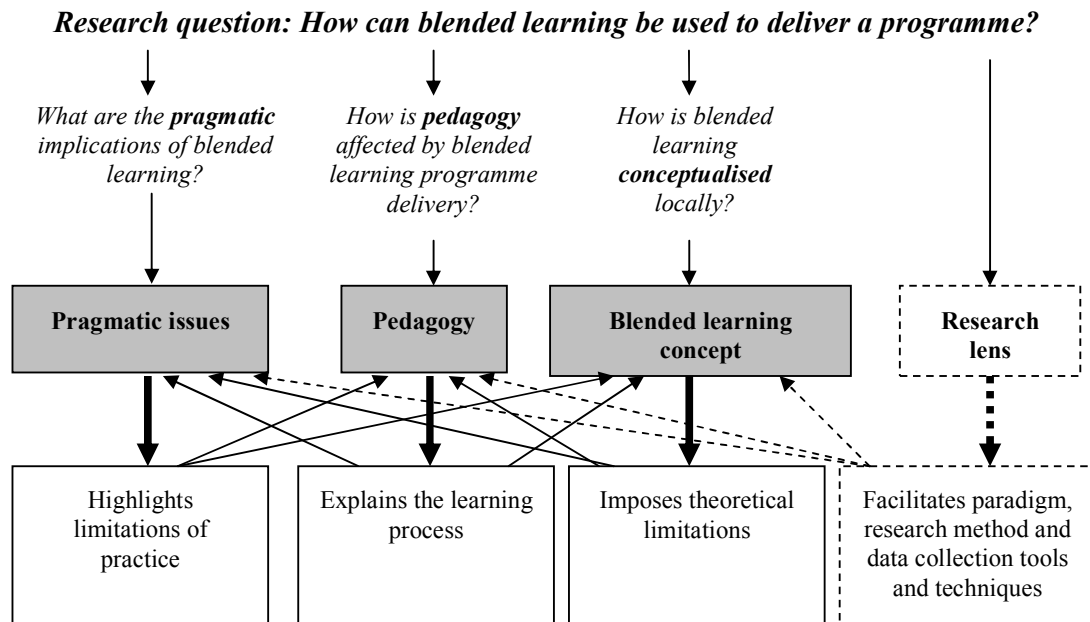 Research question: How can blended learning be used to deliver a programme?
What are the pragmatic
implications of blended
learning?
How is pedagogy
affected by blended
learning programme
delivery?
How is blended
learning
conceptualised
locally?
Pragmatic issues
Pedagogy
Blended learning
concept
Research
lens
Highlights
limitations of
practice
Explains the learning
process
Imposes theoretical
limitations
Facilitates paradigm,
research method and
data collection tools
and techniques